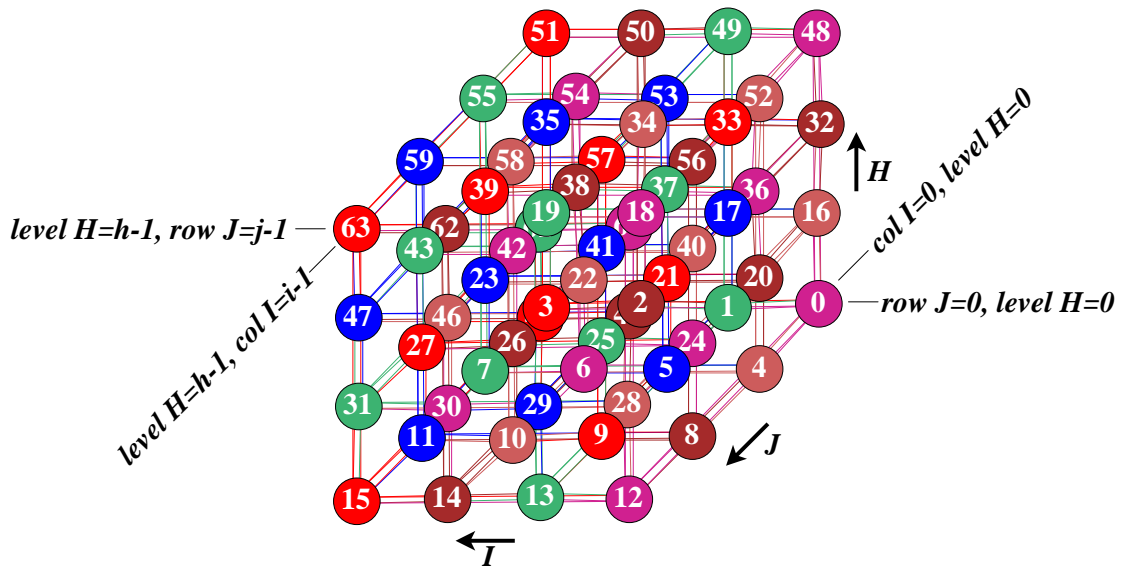 51 50 49 48
55 54 53 52
35 34 33 32
59 58 57 56
H
39 38 37 36
col I=0, level H=0
19 18 17 16
level H=h-1, row J=j-1
63 62
43 42 41 40
23 22 21 20
3 2 1 0
row J=0, level H=0
47 46
27 26 25 24
level H=h-1, col I=i-1
7 6 5 4
31 30 29 28
11 10 9 8
J
15 14 13 12
I